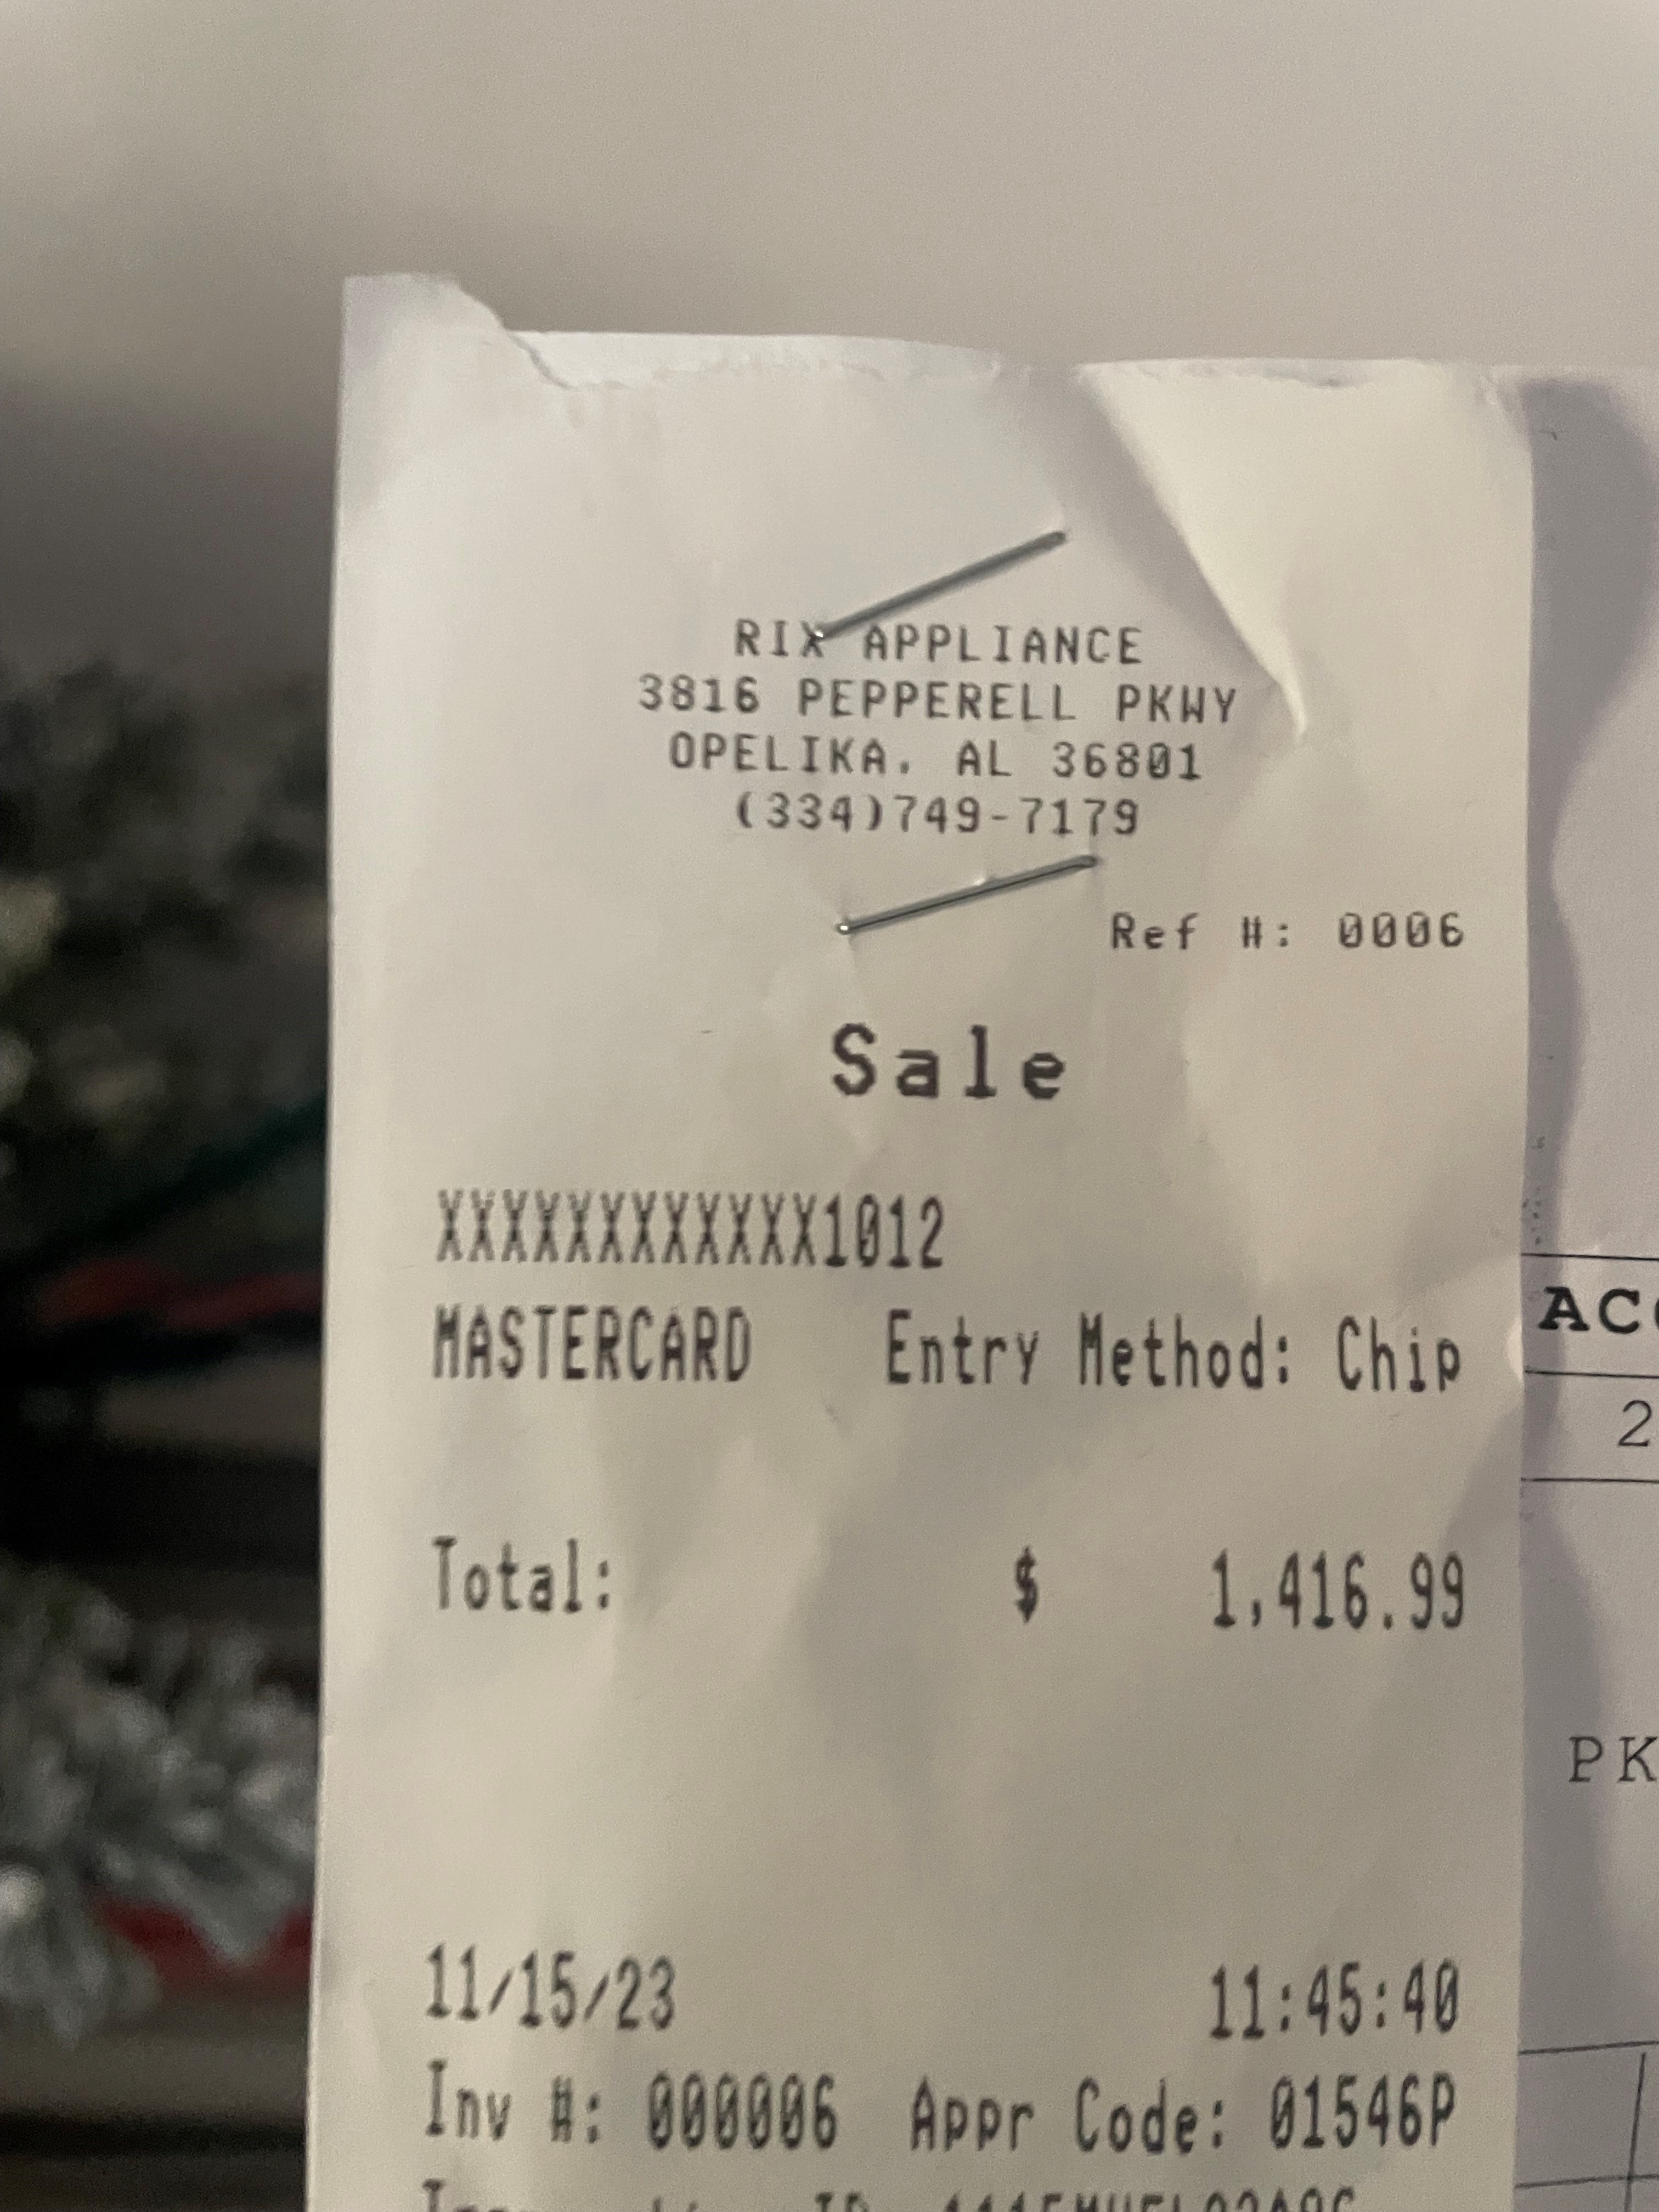 RIX APPLIANCE
3816 PEPPERELL PKWY
OPELIKA, AL 36801
(334)749-7179
Ref #: 0006
Sale
XXXXXXXXXXXX1012
MASTERCARD Entry Method: Chip
Total: $ 1,416.99
11/15/23 11:45:40
Inv #: 000006 Appr Code: 01546P
2
PK